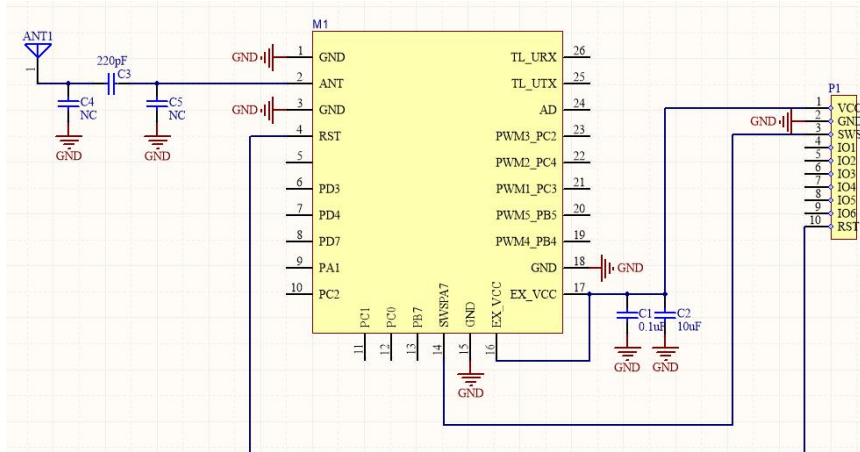 M1
ANT1
1
220pF
C3
C4
NC
C5
NC
GND
GND
GND 1 GND
2 ANT
GND 3 GND
4 RST
5
6 PD3
7 PD4
8 PD7
9 PA1
10 PC2
TL_URX 26
TL_UTX 25
AD 24
PWM3_PC2 23
PWM2_PC4 22
PWM1_PC3 21
PWM5_PB5 20
PWM4_PB4 19
GND 18 GND
EX_VCC 17
PC1 11
PC0 12
PB7 13
SWSPA7 14
GND 15
EX_VCC 16
GND
C1
0.1uF
C2
10uF
GND
GND
P1
1 VCC
GND 2 GND
3 SWS
4 IO1
5 IO2
6 IO3
7 IO4
8 IO5
9 IO6
10 RST